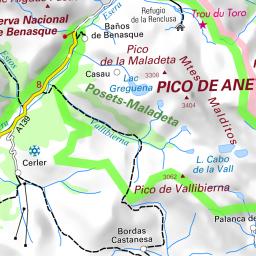 Esera
Refugio
de la Renclusa
Trou du Toro
Baños
de Benasque
erva Nacional
e Benasque
Pico
de la Maladeta
Casau
3308
Lac
Greguena
Mtes Malditos
PICO DE ANE
3404
8
Posets-Maladeta
Vallibierna
A139
Esera
Cerler
L. Cabo
de la Vall
3062
Pico de Vallibierna
Palanca de
Bordas
Castanesa